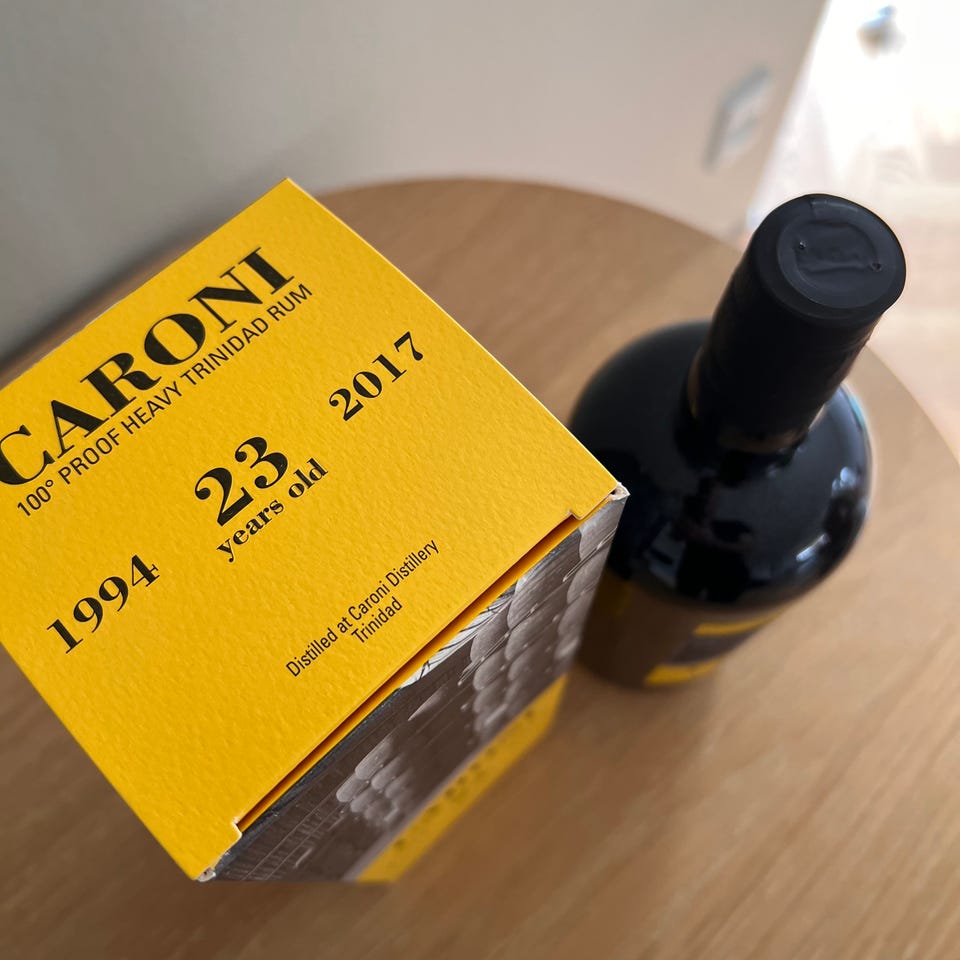 CARONI
100° PROOF HEAVY TRINIDAD RUM
1994 23 2017
years old
Distilled at Caroni Distillery
Trinidad